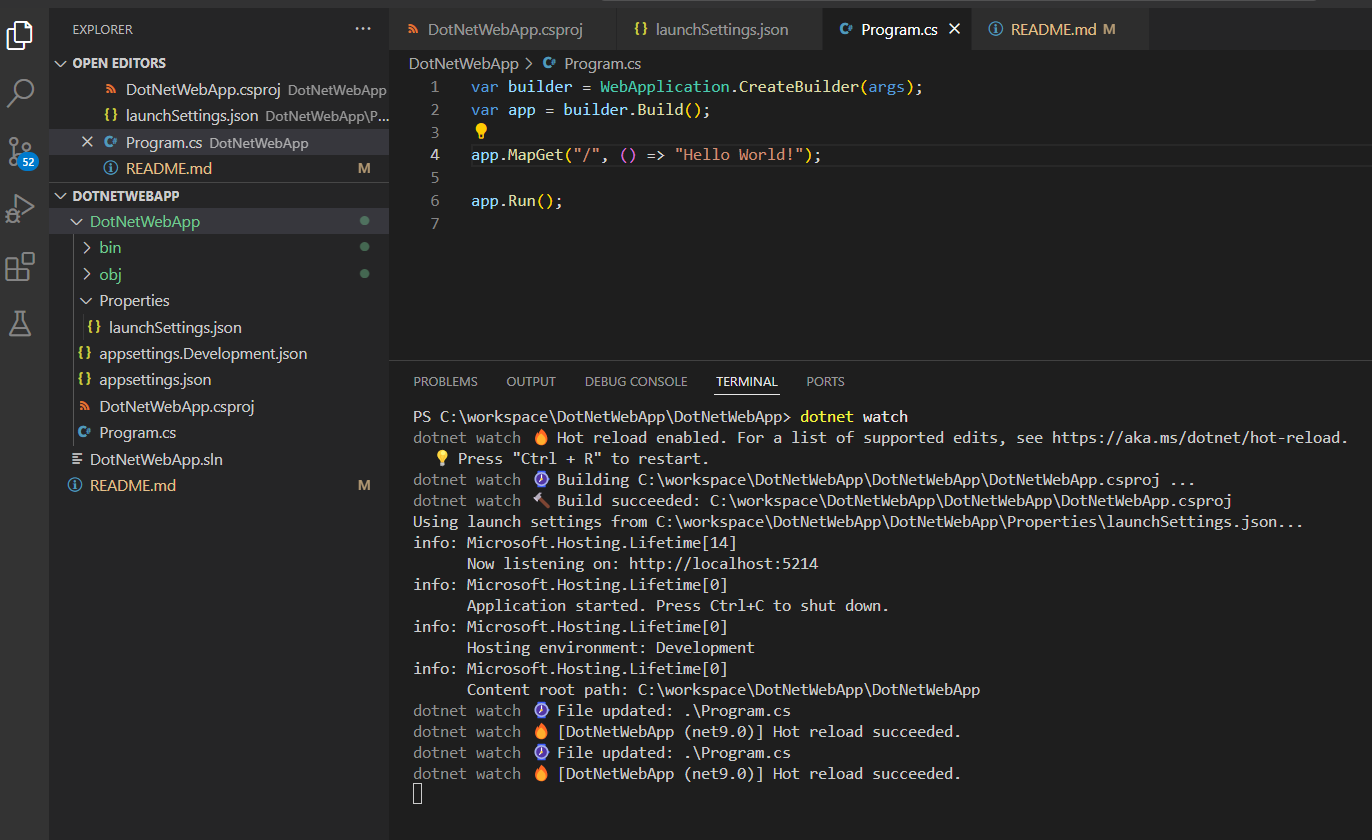 EXPLORER
OPEN EDITORS
DotNetWebApp.csproj DotNetWebApp
{} launchSettings.json DotNetWebApp\P...
Program.cs DotNetWebApp
README.md M
DOTNETWEBAPP
DotNetWebApp
bin
obj
Properties
{} launchSettings.json
{} appsettings.Development.json
{} appsettings.json
DotNetWebApp.csproj
Program.cs
DotNetWebApp.sln
README.md M
52
DotNetWebApp.csproj
{} launchSettings.json
Program.cs
README.md M
DotNetWebApp > Program.cs
1 var builder = WebApplication.CreateBuilder(args);
2 var app = builder.Build();
3
4 app.MapGet("/", () => "Hello World!");
5
6 app.Run();
7
PROBLEMS OUTPUT DEBUG CONSOLE TERMINAL PORTS
PS C:\workspace\DotNetWebApp\DotNetWebApp> dotnet watch
dotnet watch 🔥 Hot reload enabled. For a list of supported edits, see https://aka.ms/dotnet/hot-reload.
💡 Press "Ctrl + R" to restart.
dotnet watch ⌚ Building C:\workspace\DotNetWebApp\DotNetWebApp\DotNetWebApp.csproj ...
dotnet watch 🔨 Build succeeded: C:\workspace\DotNetWebApp\DotNetWebApp\DotNetWebApp.csproj
Using launch settings from C:\workspace\DotNetWebApp\DotNetWebApp\Properties\launchSettings.json...
info: Microsoft.Hosting.Lifetime[14]
Now listening on: http://localhost:5214
info: Microsoft.Hosting.Lifetime[0]
Application started. Press Ctrl+C to shut down.
info: Microsoft.Hosting.Lifetime[0]
Hosting environment: Development
info: Microsoft.Hosting.Lifetime[0]
Content root path: C:\workspace\DotNetWebApp\DotNetWebApp
dotnet watch ⌚ File updated: .\Program.cs
dotnet watch 🔥 [DotNetWebApp (net9.0)] Hot reload succeeded.
dotnet watch ⌚ File updated: .\Program.cs
dotnet watch 🔥 [DotNetWebApp (net9.0)] Hot reload succeeded.